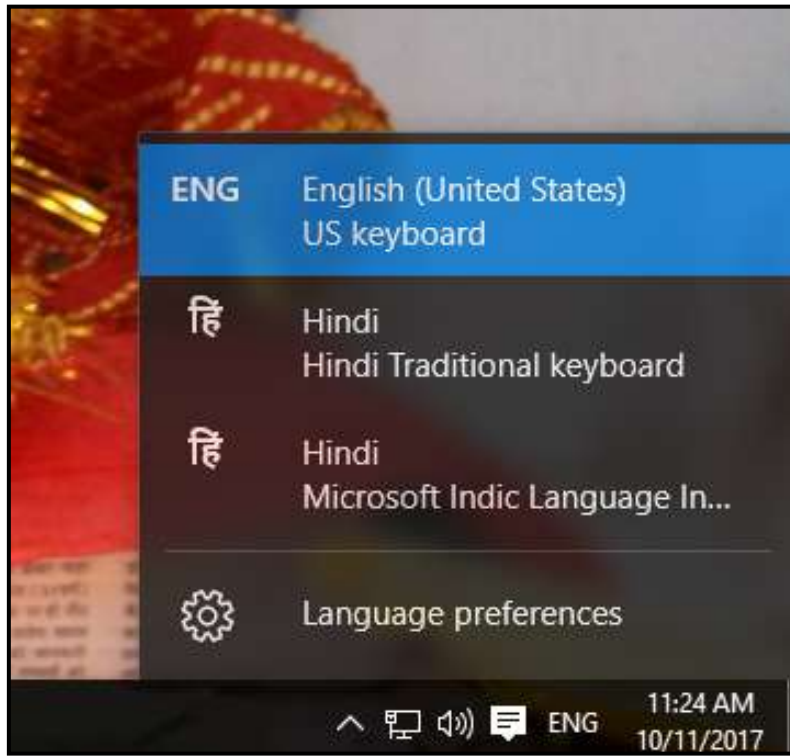 ENG English (United States)
US keyboard
हिं Hindi
Hindi Traditional keyboard
हिं Hindi
Microsoft Indic Language In...
Language preferences
ENG 11:24 AM
10/11/2017